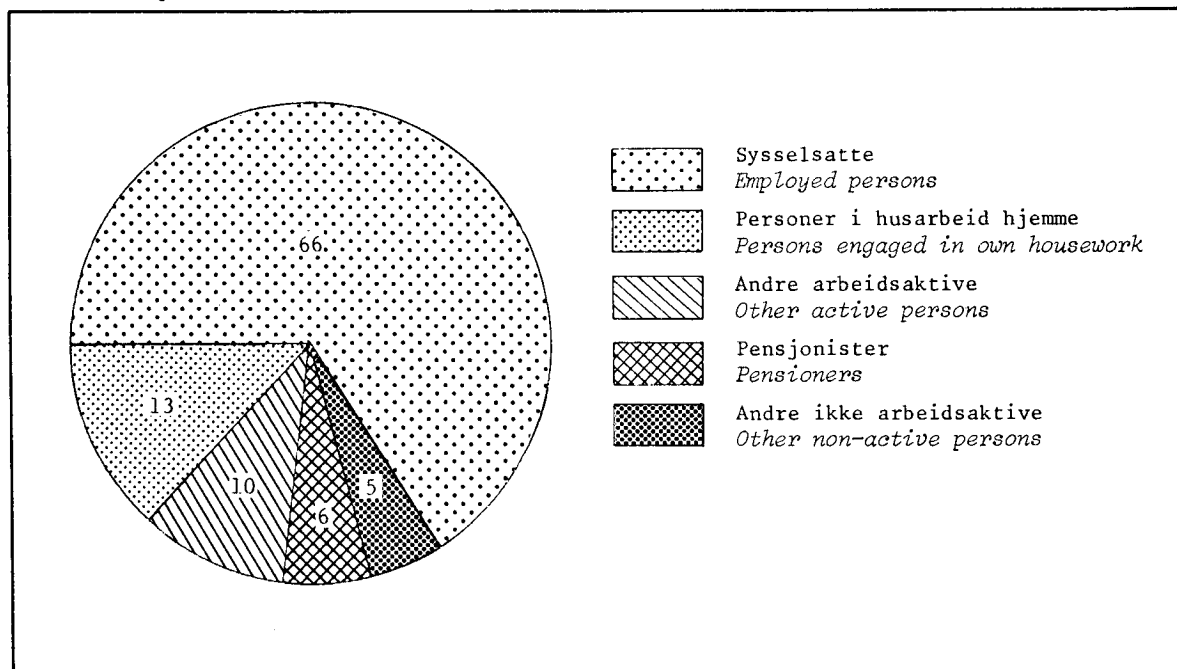 66
13
10
6
5
Sysselsatte
Employed persons
Personer i husarbeid hjemme
Persons engaged in own housework
Andre arbeidsaktive
Other active persons
Pensjonister
Pensioners
Andre ikke arbeidsaktive
Other non-active persons